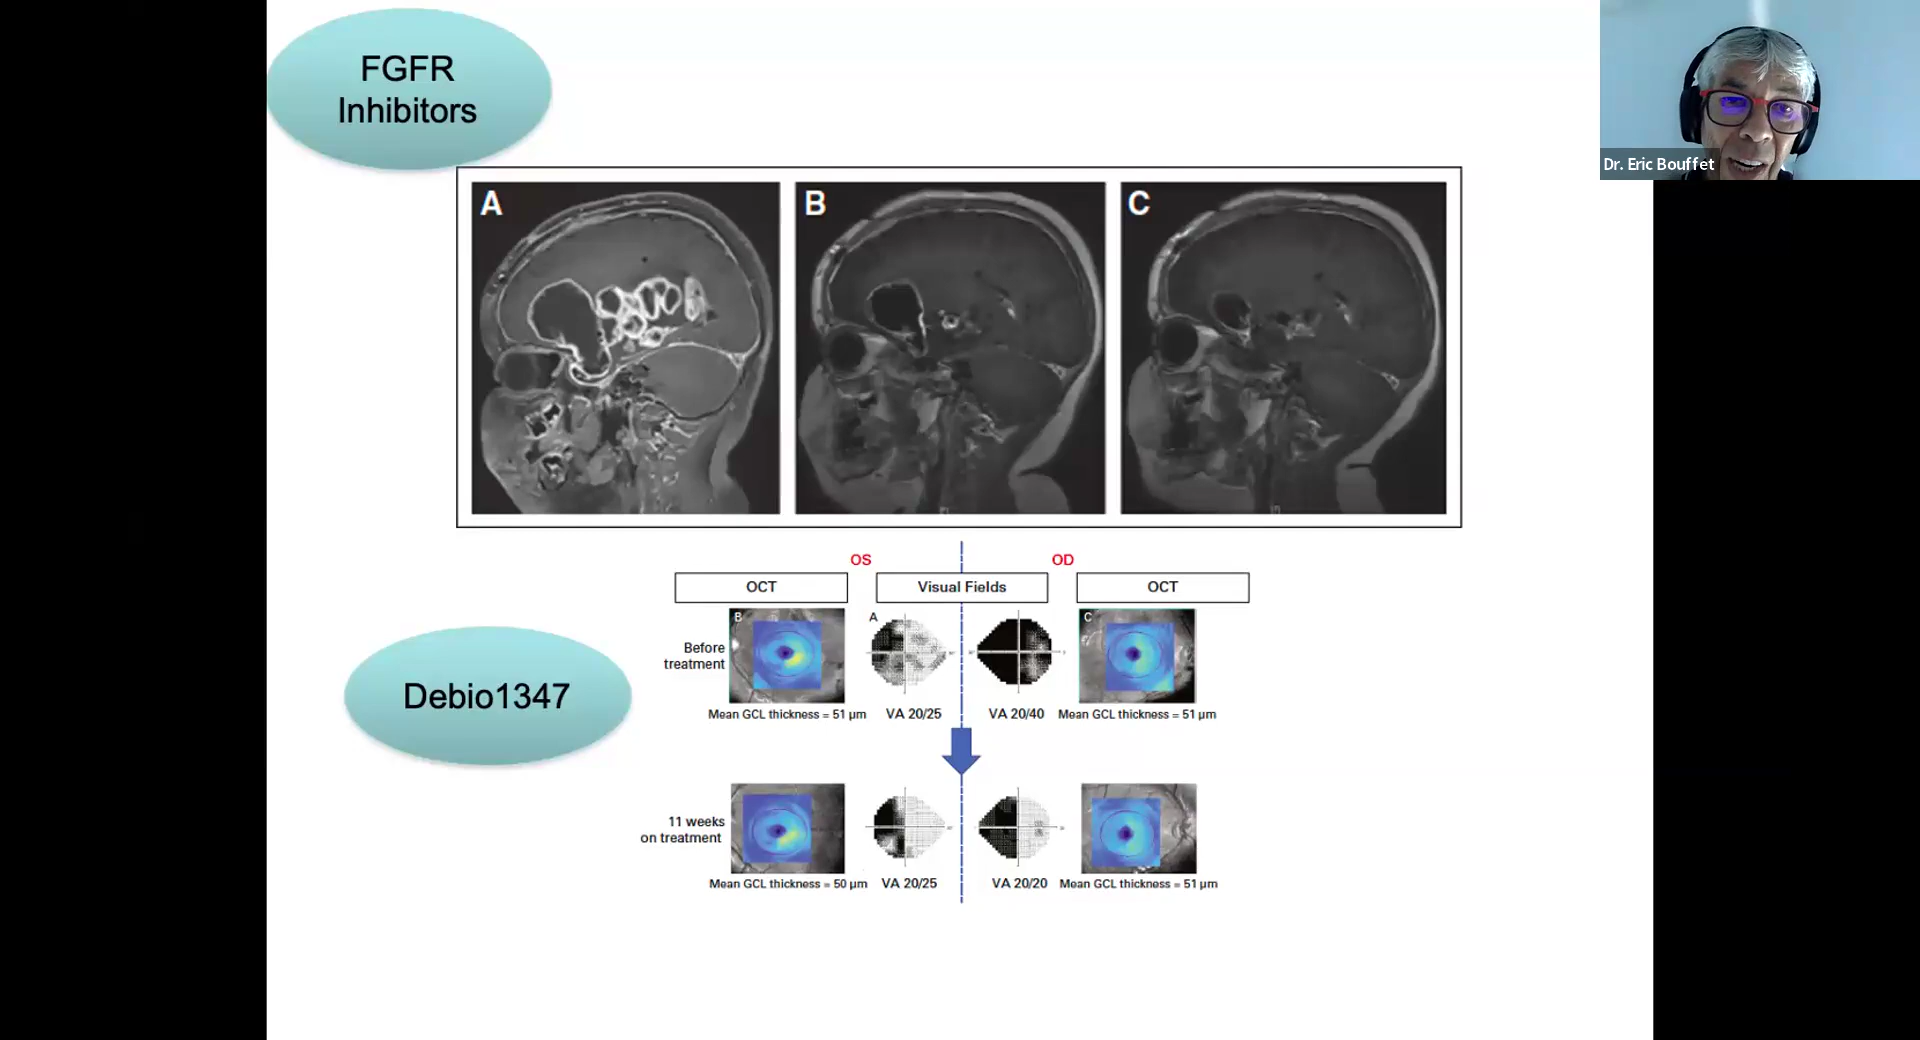 FGFR
Inhibitors
Dr. Eric Bouffet
A
B
C
OS
OD
OCT
Visual Fields
OCT
B
A
C
Before
treatment
Mean GCL thickness = 51 µm
VA 20/25
VA 20/40
Mean GCL thickness = 51 µm
Debio1347
11 weeks
on treatment
Mean GCL thickness = 50 µm
VA 20/25
VA 20/20
Mean GCL thickness = 51 µm